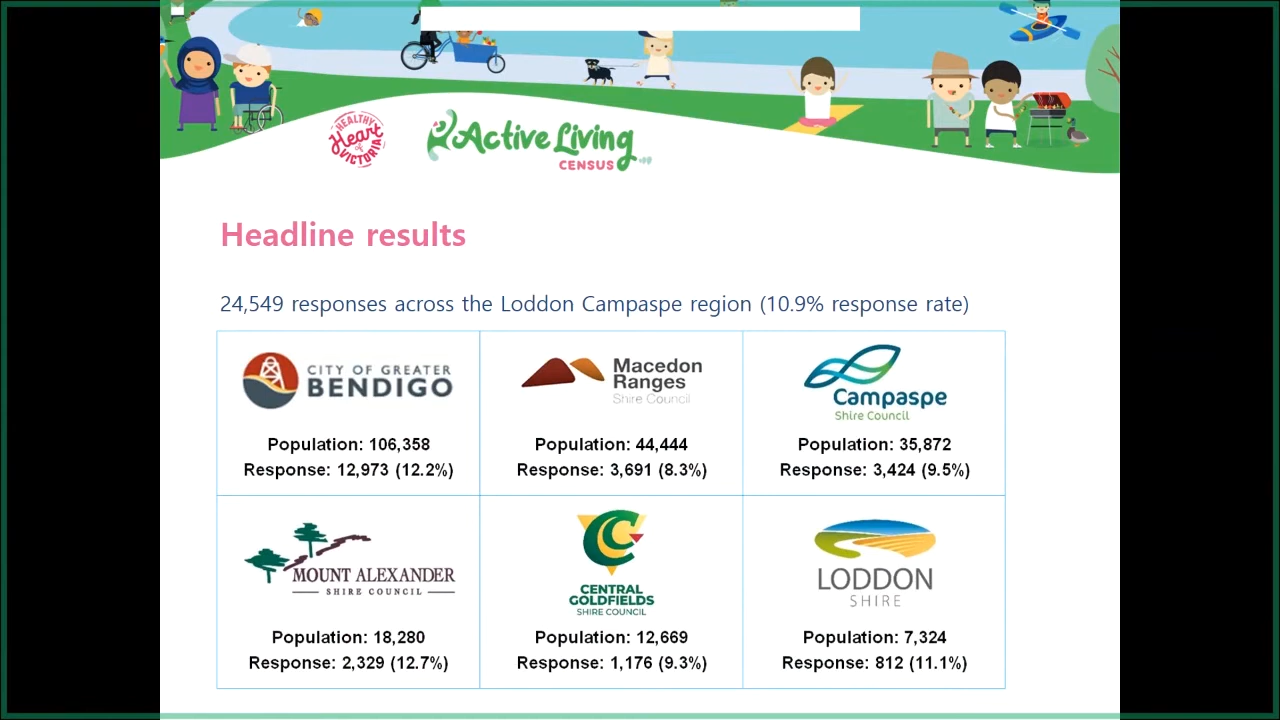 HEALTHY
Heart
of
VICTORIA
Active Living
CENSUS
Headline results
24,549 responses across the Loddon Campaspe region (10.9% response rate)
CITY OF GREATER
BENDIGO
Population: 106,358
Response: 12,973 (12.2%)
Macedon
Ranges
Shire Council
Population: 44,444
Response: 3,691 (8.3%)
Campaspe
Shire Council
Population: 35,872
Response: 3,424 (9.5%)
MOUNT ALEXANDER
SHIRE COUNCIL
Population: 18,280
Response: 2,329 (12.7%)
CENTRAL
GOLDFIELDS
SHIRE COUNCIL
Population: 12,669
Response: 1,176 (9.3%)
LODDON
SHIRE
Population: 7,324
Response: 812 (11.1%)